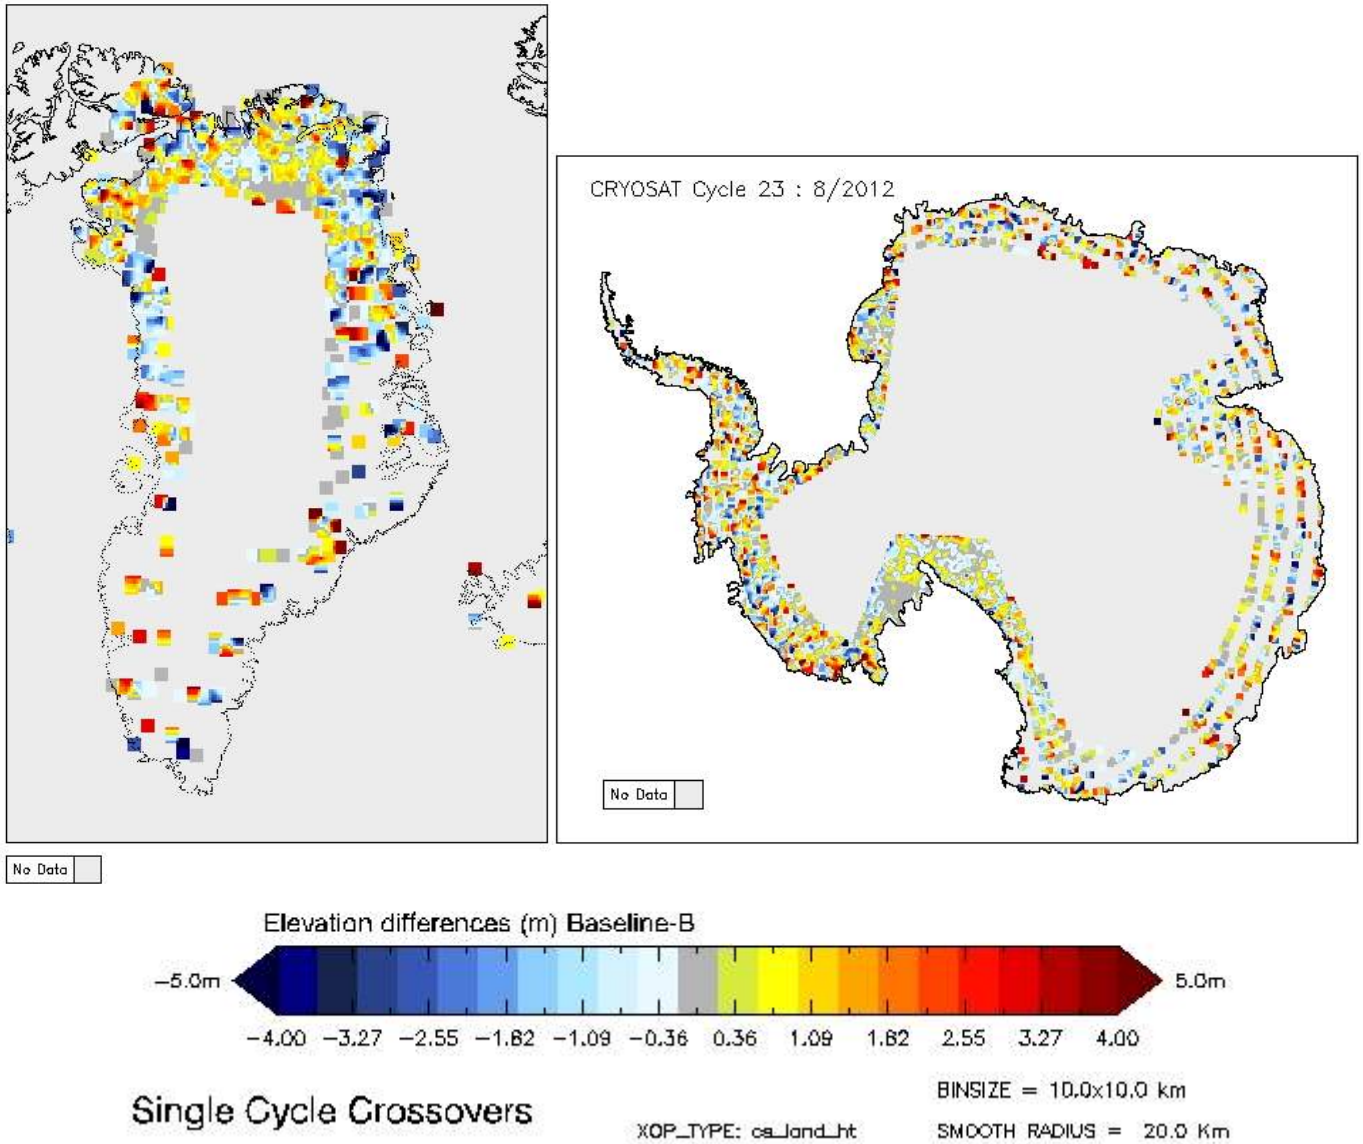 CRYOSAT Cycle 23 : 8/2012
No Data
No Data
Elevation differences (m) Baseline-B
-5.0m
5.0m
-4.00 -3.27 -2.55 -1.82 -1.09 -0.36 0.36 1.09 1.82 2.55 3.27 4.00
BINSIZE = 10.0x10.0 km
Single Cycle Crossovers
XOP_TYPE: cs_land_ht
SMOOTH RADIUS = 20.0 Km